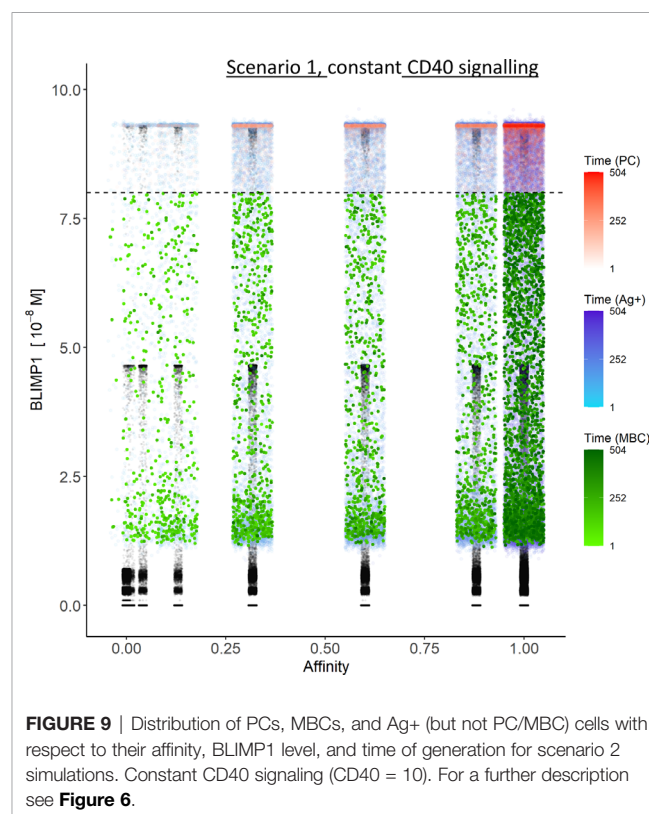 Scenario 1, constant CD40 signalling
10.0
7.5
5.0
2.5
0.0
BLIMP1 [ 10⁻⁸ M]
0.00
0.25
0.50
0.75
1.00
Affinity
Time (PC)
504
252
1
Time (Ag+)
504
252
1
Time (MBC)
504
252
1
FIGURE 9 | Distribution of PCs, MBCs, and Ag+ (but not PC/MBC) cells with
respect to their affinity, BLIMP1 level, and time of generation for scenario 2
simulations. Constant CD40 signaling (CD40 = 10). For a further description
see Figure 6.